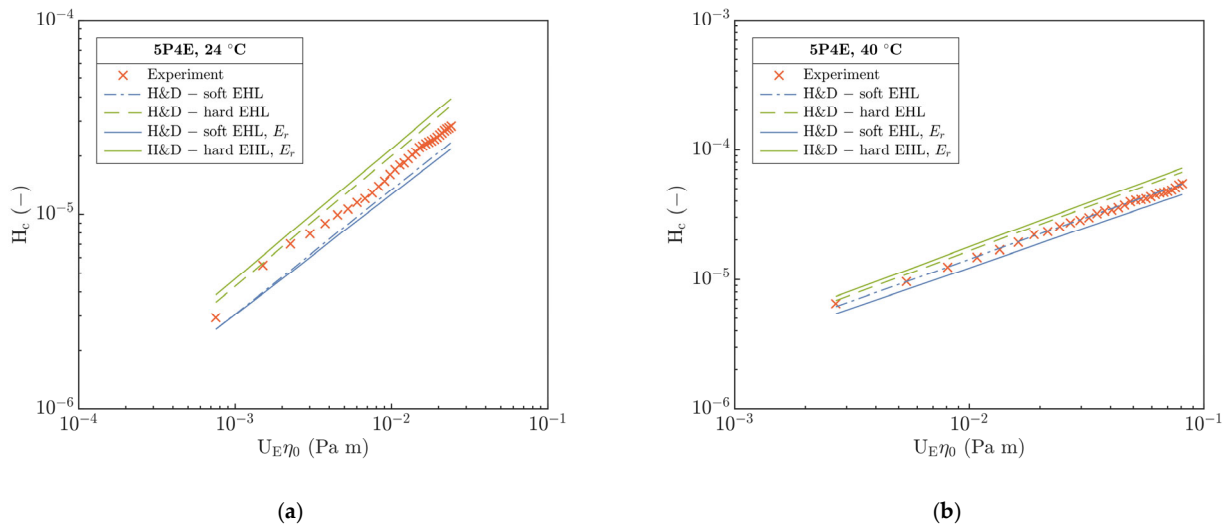 10⁻⁴
5P4E, 24 °C
Experiment
H&D − soft EHL
H&D − hard EHL
H&D − soft EHL, E_r
H&D − hard EHL, E_r
10⁻⁵
10⁻⁶
H_c (−)
10⁻⁴ 10⁻³ 10⁻² 10⁻¹
U_E η₀ (Pa m)
(a)
10⁻³
5P4E, 40 °C
Experiment
H&D − soft EHL
H&D − hard EHL
H&D − soft EHL, E_r
H&D − hard EHL, E_r
10⁻⁴
10⁻⁵
10⁻⁶
H_c (−)
10⁻³ 10⁻² 10⁻¹
U_E η₀ (Pa m)
(b)